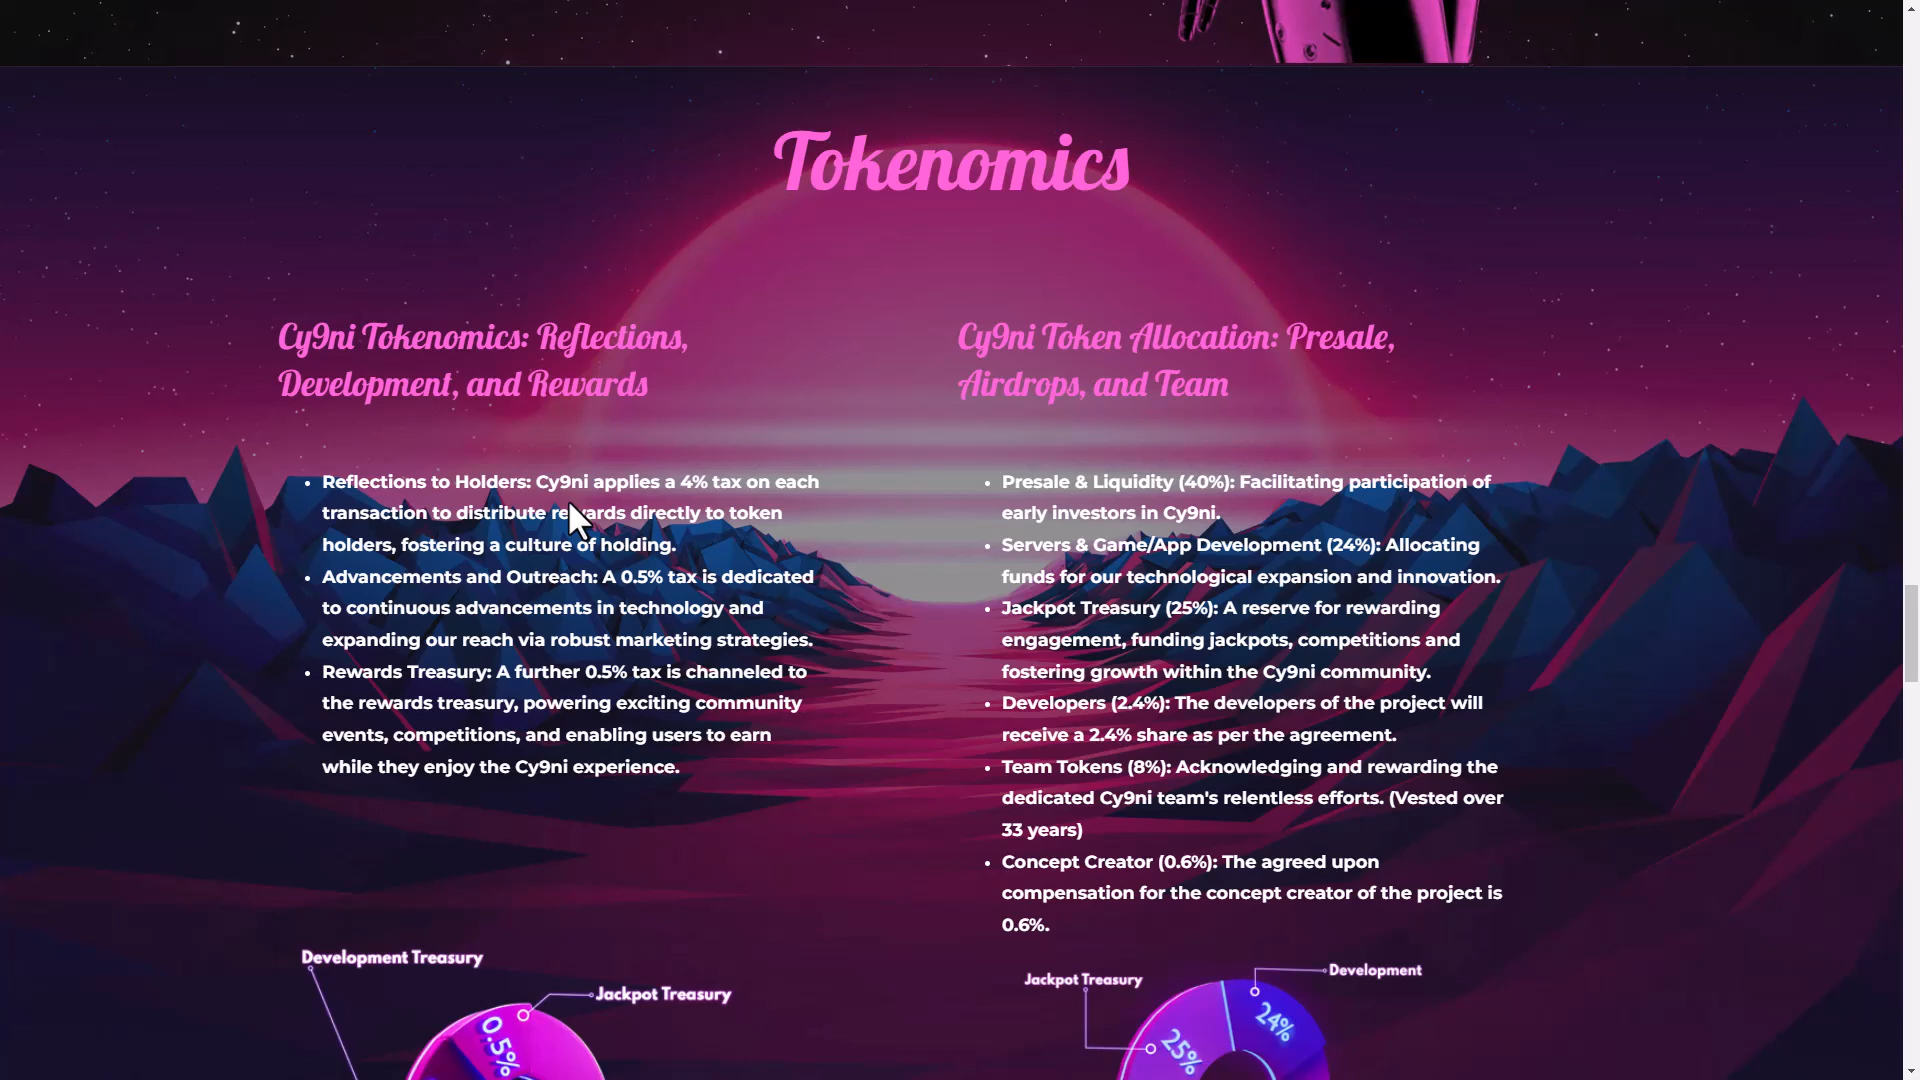 Tokenomics
Cy9ni Tokenomics: Reflections,
Development, and Rewards
Reflections to Holders: Cy9ni applies a 4% tax on each
transaction to distribute rewards directly to token
holders, fostering a culture of holding.
Advancements and Outreach: A 0.5% tax is dedicated
to continuous advancements in technology and
expanding our reach via robust marketing strategies.
Rewards Treasury: A further 0.5% tax is channeled to
the rewards treasury, powering exciting community
events, competitions, and enabling users to earn
while they enjoy the Cy9ni experience.
Development Treasury
Jackpot Treasury
0.5%
Cy9ni Token Allocation: Presale,
Airdrops, and Team
Presale & Liquidity (40%): Facilitating participation of
early investors in Cy9ni.
Servers & Game/App Development (24%): Allocating
funds for our technological expansion and innovation.
Jackpot Treasury (25%): A reserve for rewarding
engagement, funding jackpots, competitions and
fostering growth within the Cy9ni community.
Developers (2.4%): The developers of the project will
receive a 2.4% share as per the agreement.
Team Tokens (8%): Acknowledging and rewarding the
dedicated Cy9ni team's relentless efforts. (Vested over
33 years)
Concept Creator (0.6%): The agreed upon
compensation for the concept creator of the project is
0.6%.
Jackpot Treasury
Development
25%
24%